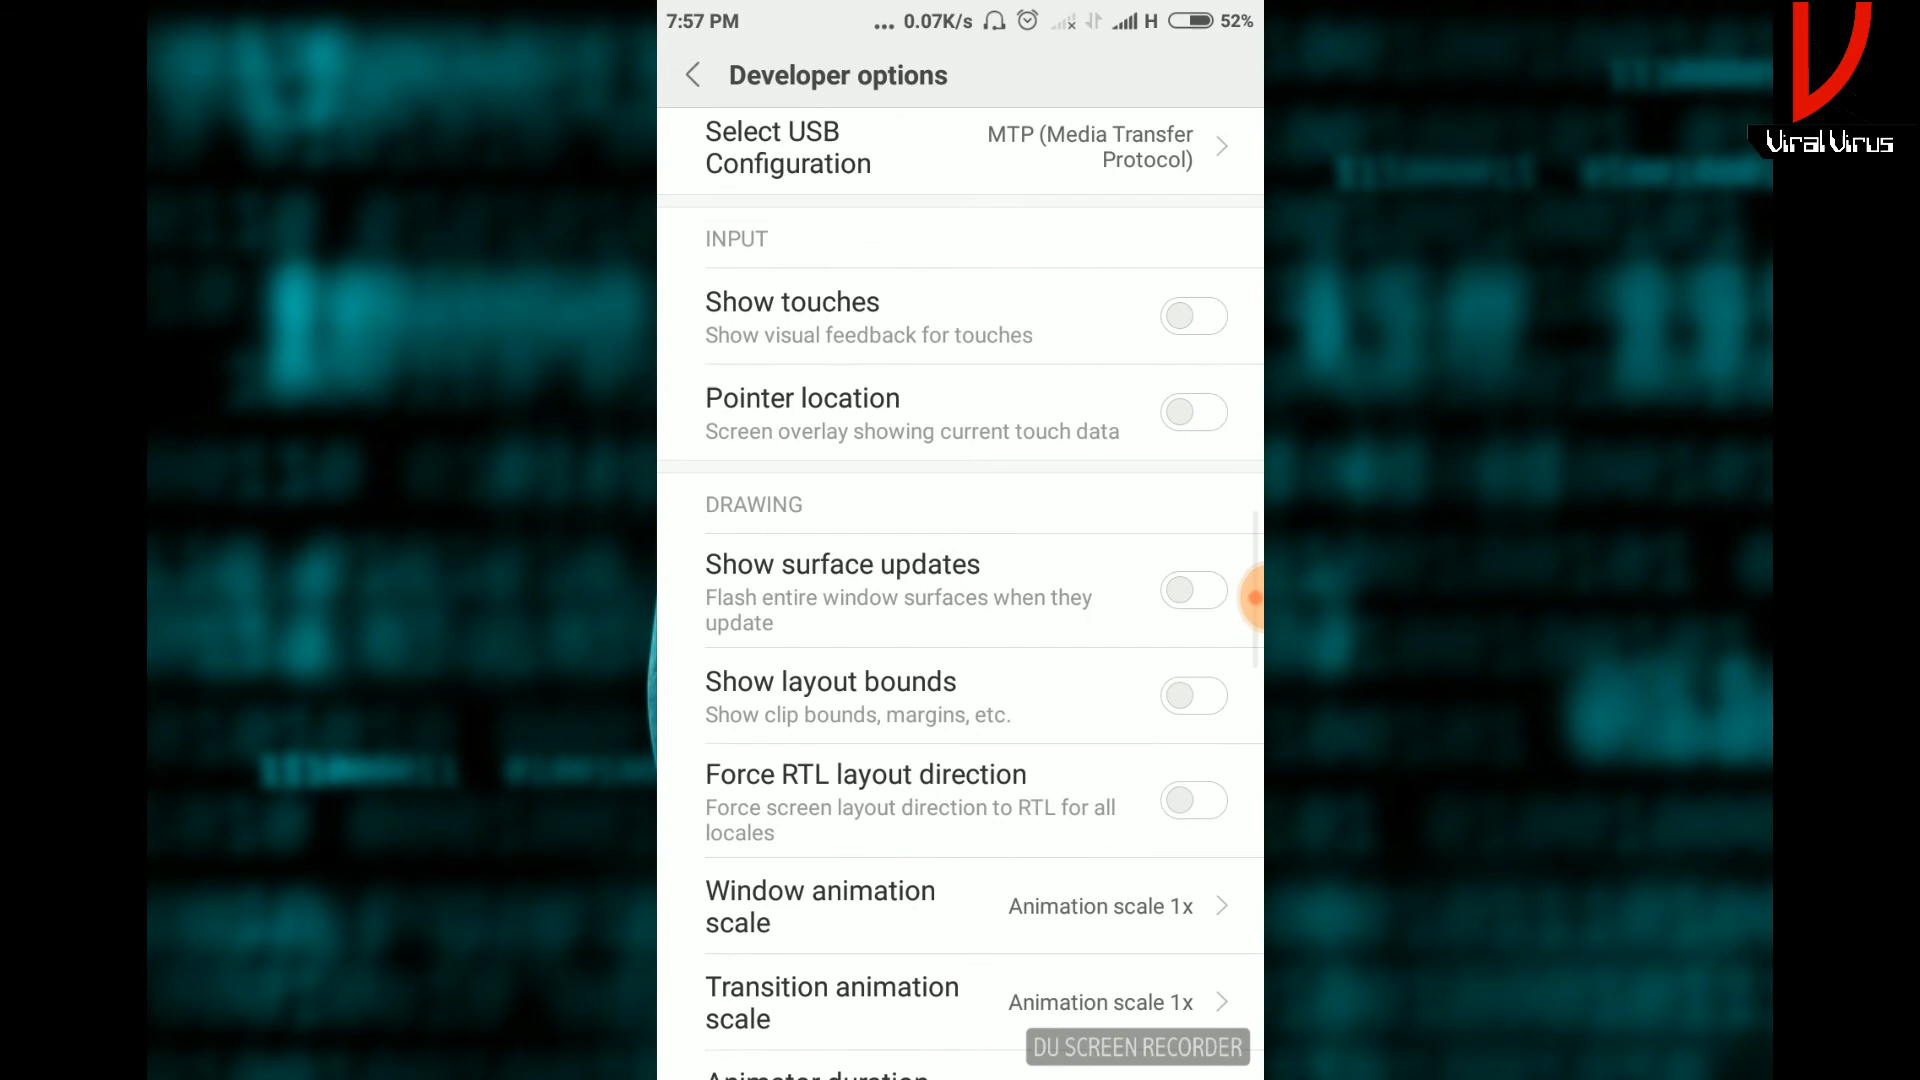 7:57 PM
... 0.07K/s H 52%
Viral Virus
Developer options
Select USB
Configuration
MTP (Media Transfer
Protocol)
INPUT
Show touches
Show visual feedback for touches
Pointer location
Screen overlay showing current touch data
DRAWING
Show surface updates
Flash entire window surfaces when they
update
Show layout bounds
Show clip bounds, margins, etc.
Force RTL layout direction
Force screen layout direction to RTL for all
locales
Window animation
scale
Animation scale 1x
Transition animation
scale
Animation scale 1x
DU SCREEN RECORDER
Animator duration